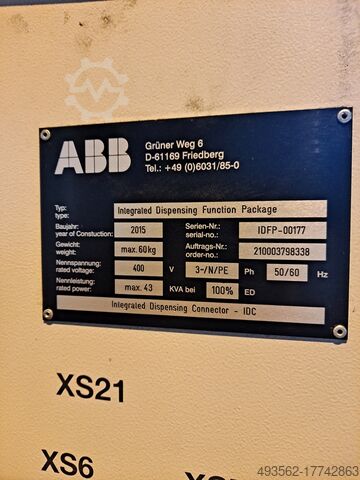 ABB
Grüner Weg 6
D-61169 Friedberg
Tel.: +49 (0)6031/85-0
Typ: type: Integrated Dispensing Function Package
Baujahr: year of Constuction: 2015 Serien-Nr.: serial-no.: IDFP-00177
Gewicht: weight: max. 60kg Auftrags-Nr.: order-no.: 210003798338
Nennspannung: rated voltage: 400 V 3~/N/PE Ph 50/60 Hz
Nennleistung: rated power: max. 43 KVA bei 100% ED
Integrated Dispensing Connector - IDC
XS21
XS6
493562-17742863